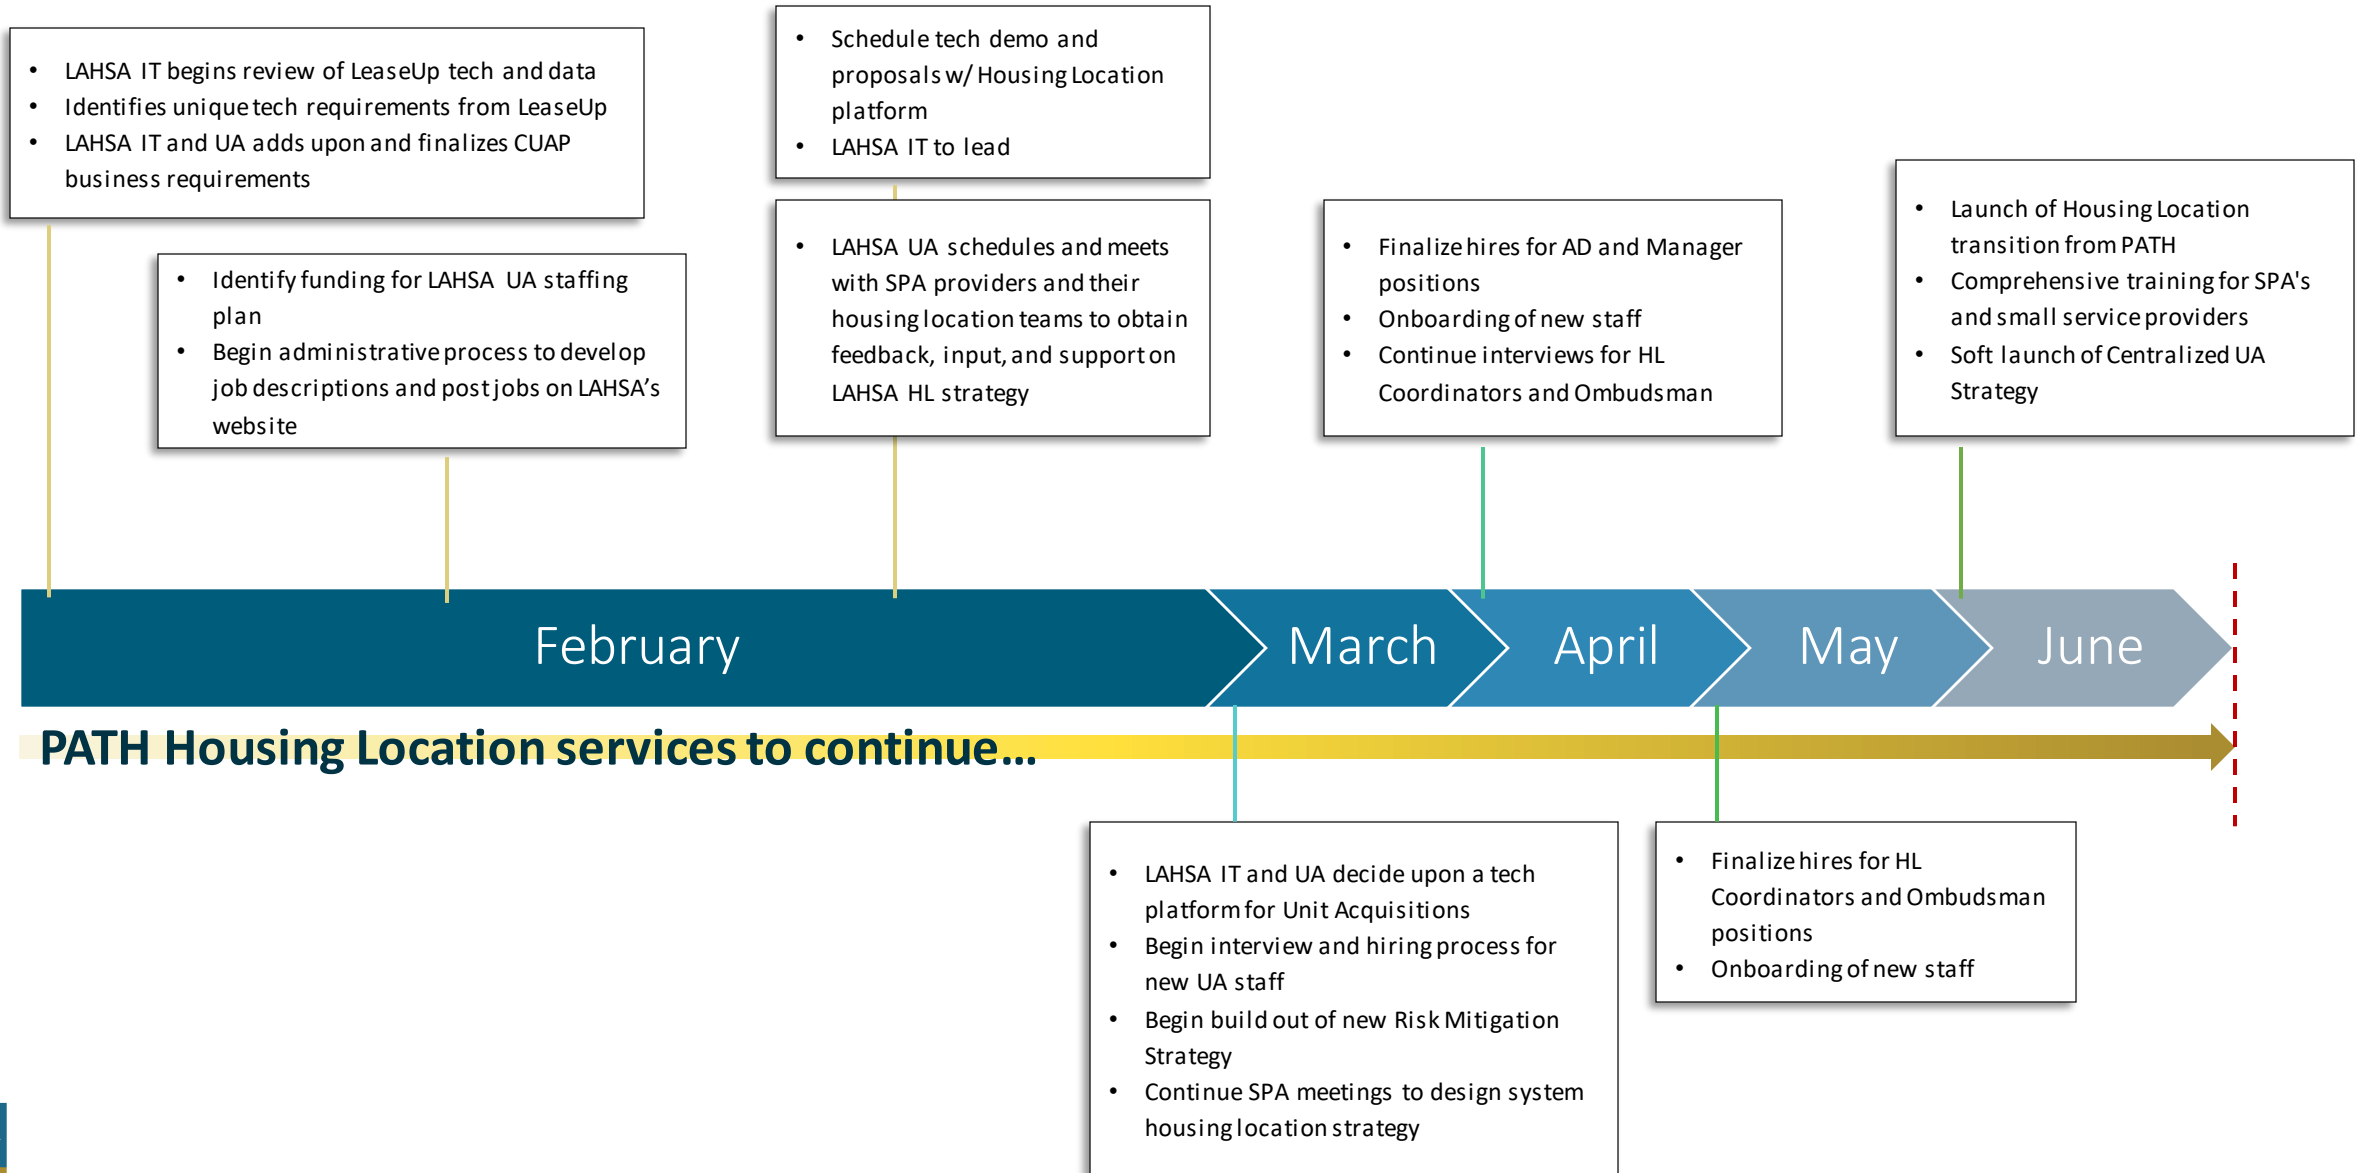 • LAHSA IT begins review of LeaseUp tech and data
• Identifies unique tech requirements from LeaseUp
• LAHSA IT and UA adds upon and finalizes CUAP
business requirements
• Identify funding for LAHSA UA staffing
plan
• Begin administrative process to develop
job descriptions and post jobs on LAHSA’s
website
• Schedule tech demo and
proposals w/ Housing Location
platform
• LAHSA IT to lead
• LAHSA UA schedules and meets
with SPA providers and their
housing location teams to obtain
feedback, input, and support on
LAHSA HL strategy
• Finalize hires for AD and Manager
positions
• Onboarding of new staff
• Continue interviews for HL
Coordinators and Ombudsman
• Launch of Housing Location
transition from PATH
• Comprehensive training for SPA's
and small service providers
• Soft launch of Centralized UA
Strategy
February
March
April
May
June
PATH Housing Location services to continue...
• LAHSA IT and UA decide upon a tech
platform for Unit Acquisitions
• Begin interview and hiring process for
new UA staff
• Begin build out of new Risk Mitigation
Strategy
• Continue SPA meetings to design system
housing location strategy
• Finalize hires for HL
Coordinators and Ombudsman
positions
• Onboarding of new staff